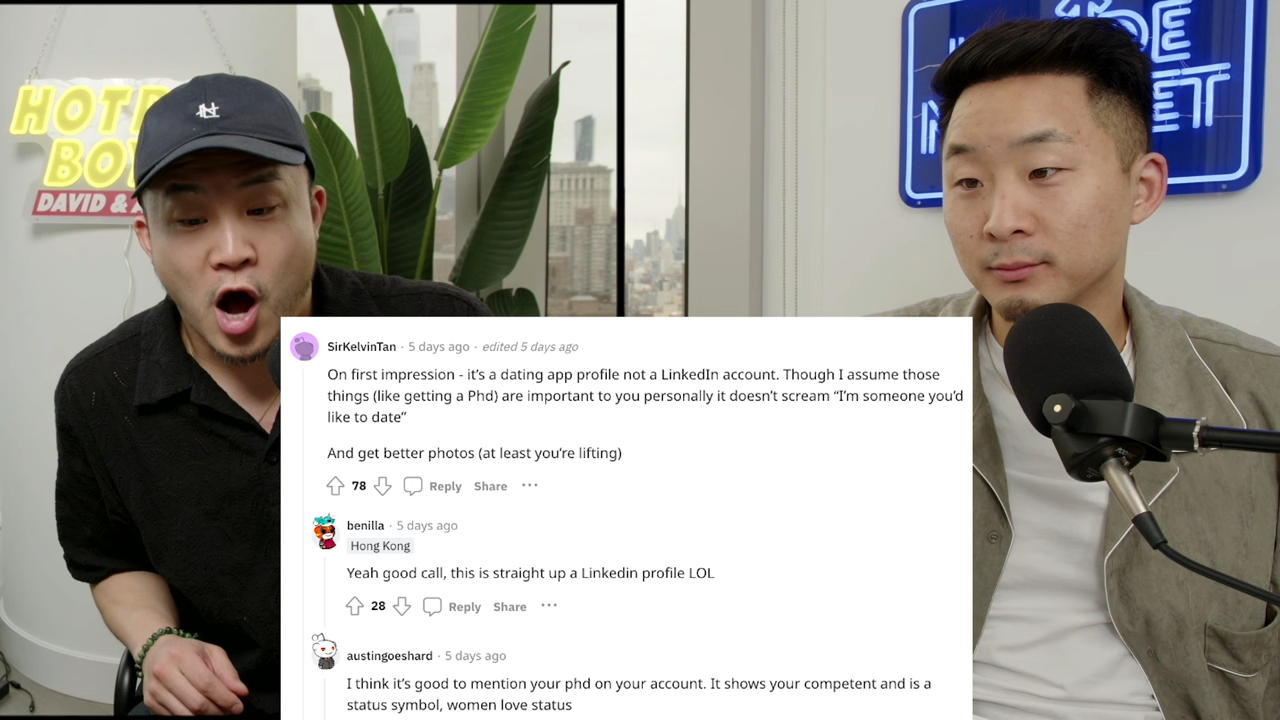 HOT
BOY
DAVID & A
DE
ET
SirKelvinTan · 5 days ago · edited 5 days ago
On first impression - it's a dating app profile not a LinkedIn account. Though I assume those
things (like getting a Phd) are important to you personally it doesn't scream “I'm someone you'd
like to date”
And get better photos (at least you're lifting)
78 Reply Share ···
benilla · 5 days ago
Hong Kong
Yeah good call, this is straight up a Linkedin profile LOL
28 Reply Share ···
austingoeshard · 5 days ago
I think it's good to mention your phd on your account. It shows your competent and is a
status symbol, women love status